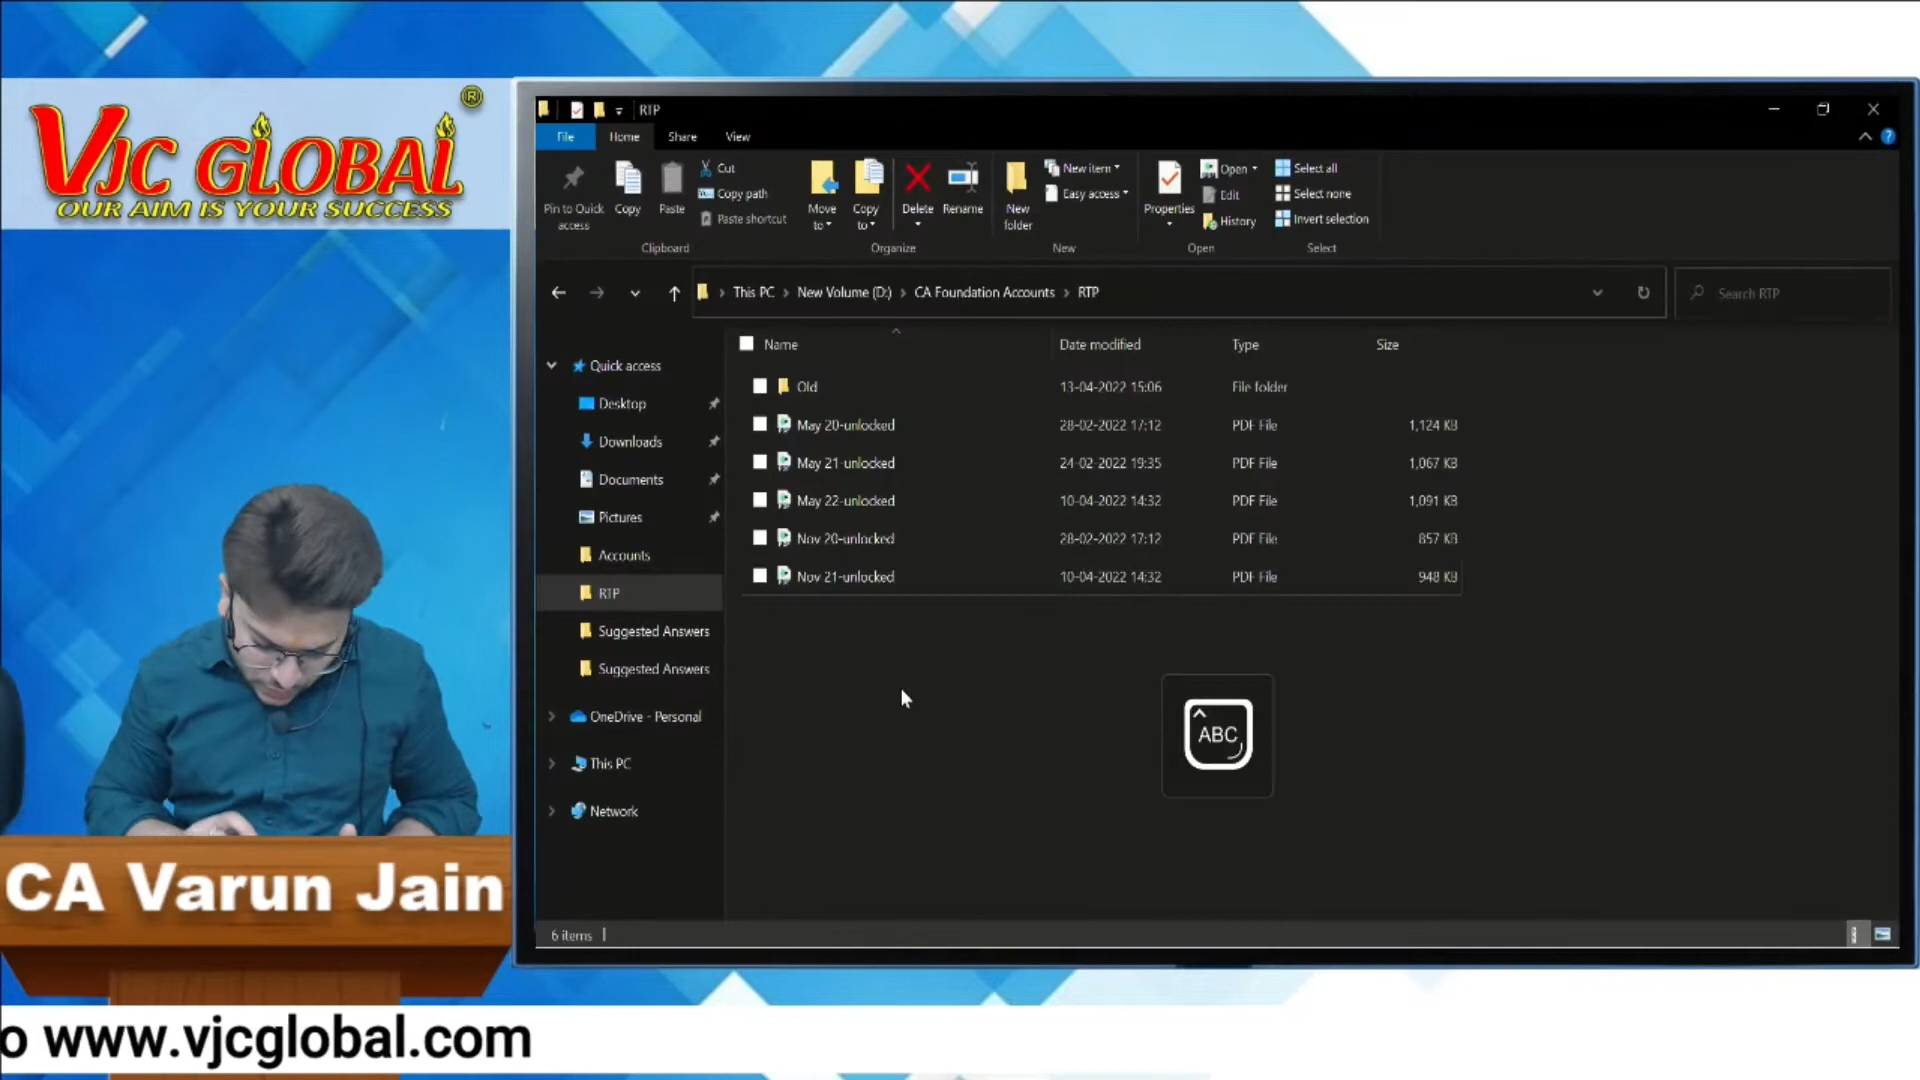 VJC GLOBAL ®
OUR AIM IS YOUR SUCCESS
CA Varun Jain
o www.vjcglobal.com
RTP
File Home Share View
Pin to Quick access
Copy
Paste
Cut
Copy path
Paste shortcut
Clipboard
Move to
Copy to
Delete
Rename
Organize
New folder
New item
Easy access
New
Properties
Open
Edit
History
Open
Select all
Select none
Invert selection
Select
This PC > New Volume (D:) > CA Foundation Accounts > RTP
Search RTP
Quick access
Desktop
Downloads
Documents
Pictures
Accounts
RTP
Suggested Answers
Suggested Answers
OneDrive - Personal
This PC
Network
Name Date modified Type Size
Old 13-04-2022 15:06 File folder
May 20-unlocked 28-02-2022 17:12 PDF File 1,124 KB
May 21-unlocked 24-02-2022 19:35 PDF File 1,067 KB
May 22-unlocked 10-04-2022 14:32 PDF File 1,091 KB
Nov 20-unlocked 28-02-2022 17:12 PDF File 857 KB
Nov 21-unlocked 10-04-2022 14:32 PDF File 948 KB
ABC
6 items